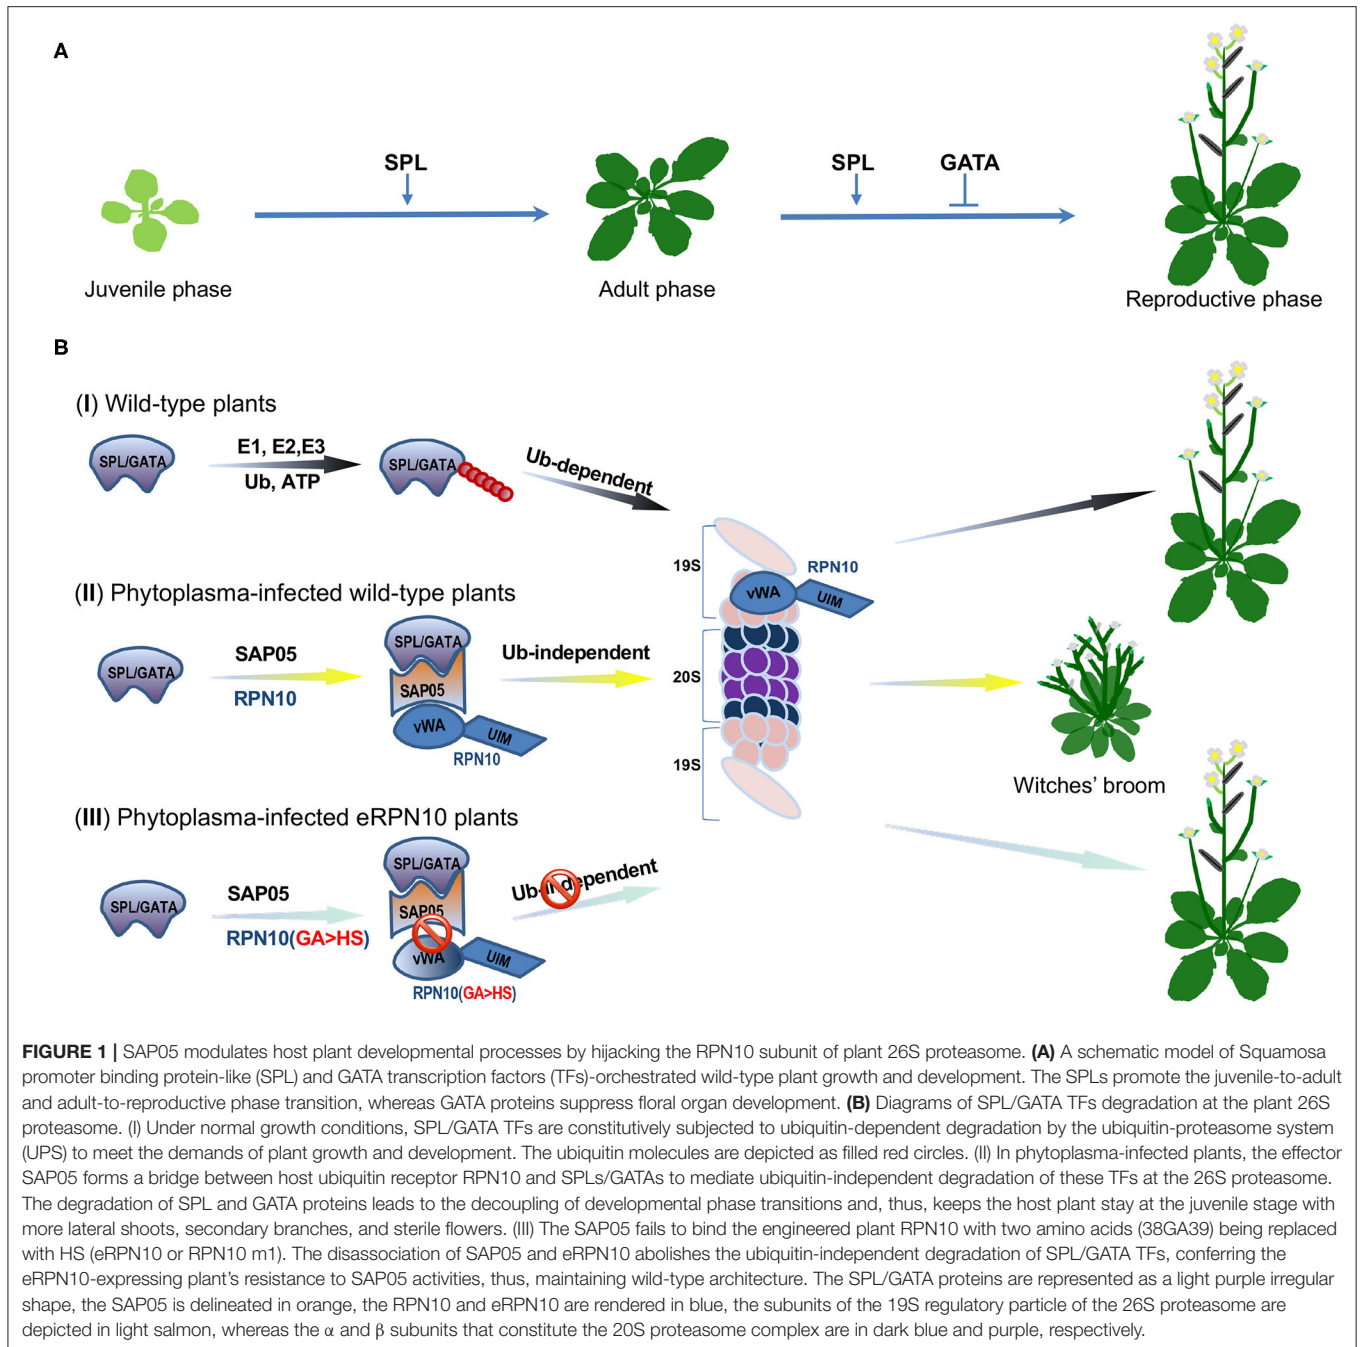 A
SPL
SPL
GATA
Juvenile phase
Adult phase
Reproductive phase
B
(I) Wild-type plants
SPL/GATA
E1, E2,E3
Ub, ATP
SPL/GATA
Ub-dependent
19S
RPN10
vWA
UIM
(II) Phytoplasma-infected wild-type plants
SPL/GATA
SAP05
RPN10
SPL/GATA
SAP05
vWA
UIM
RPN10
Ub-independent
20S
19S
Witches' broom
(III) Phytoplasma-infected eRPN10 plants
SPL/GATA
SAP05
RPN10(GA>HS)
SPL/GATA
SAP05
vWA
UIM
RPN10(GA>HS)
Ub-independent
FIGURE 1 | SAP05 modulates host plant developmental processes by hijacking the RPN10 subunit of plant 26S proteasome. (A) A schematic model of Squamosa
promoter binding protein-like (SPL) and GATA transcription factors (TFs)-orchestrated wild-type plant growth and development. The SPLs promote the juvenile-to-adult
and adult-to-reproductive phase transition, whereas GATA proteins suppress floral organ development. (B) Diagrams of SPL/GATA TFs degradation at the plant 26S
proteasome. (I) Under normal growth conditions, SPL/GATA TFs are constitutively subjected to ubiquitin-dependent degradation by the ubiquitin-proteasome system
(UPS) to meet the demands of plant growth and development. The ubiquitin molecules are depicted as filled red circles. (II) In phytoplasma-infected plants, the effector
SAP05 forms a bridge between host ubiquitin receptor RPN10 and SPLs/GATAs to mediate ubiquitin-independent degradation of these TFs at the 26S proteasome.
The degradation of SPL and GATA proteins leads to the decoupling of developmental phase transitions and, thus, keeps the host plant stay at the juvenile stage with
more lateral shoots, secondary branches, and sterile flowers. (III) The SAP05 fails to bind the engineered plant RPN10 with two amino acids (38GA39) being replaced
with HS (eRPN10 or RPN10 m1). The disassociation of SAP05 and eRPN10 abolishes the ubiquitin-independent degradation of SPL/GATA TFs, conferring the
eRPN10-expressing plant's resistance to SAP05 activities, thus, maintaining wild-type architecture. The SPL/GATA proteins are represented as a light purple irregular
shape, the SAP05 is delineated in orange, the RPN10 and eRPN10 are rendered in blue, the subunits of the 19S regulatory particle of the 26S proteasome are
depicted in light salmon, whereas the α and β subunits that constitute the 20S proteasome complex are in dark blue and purple, respectively.